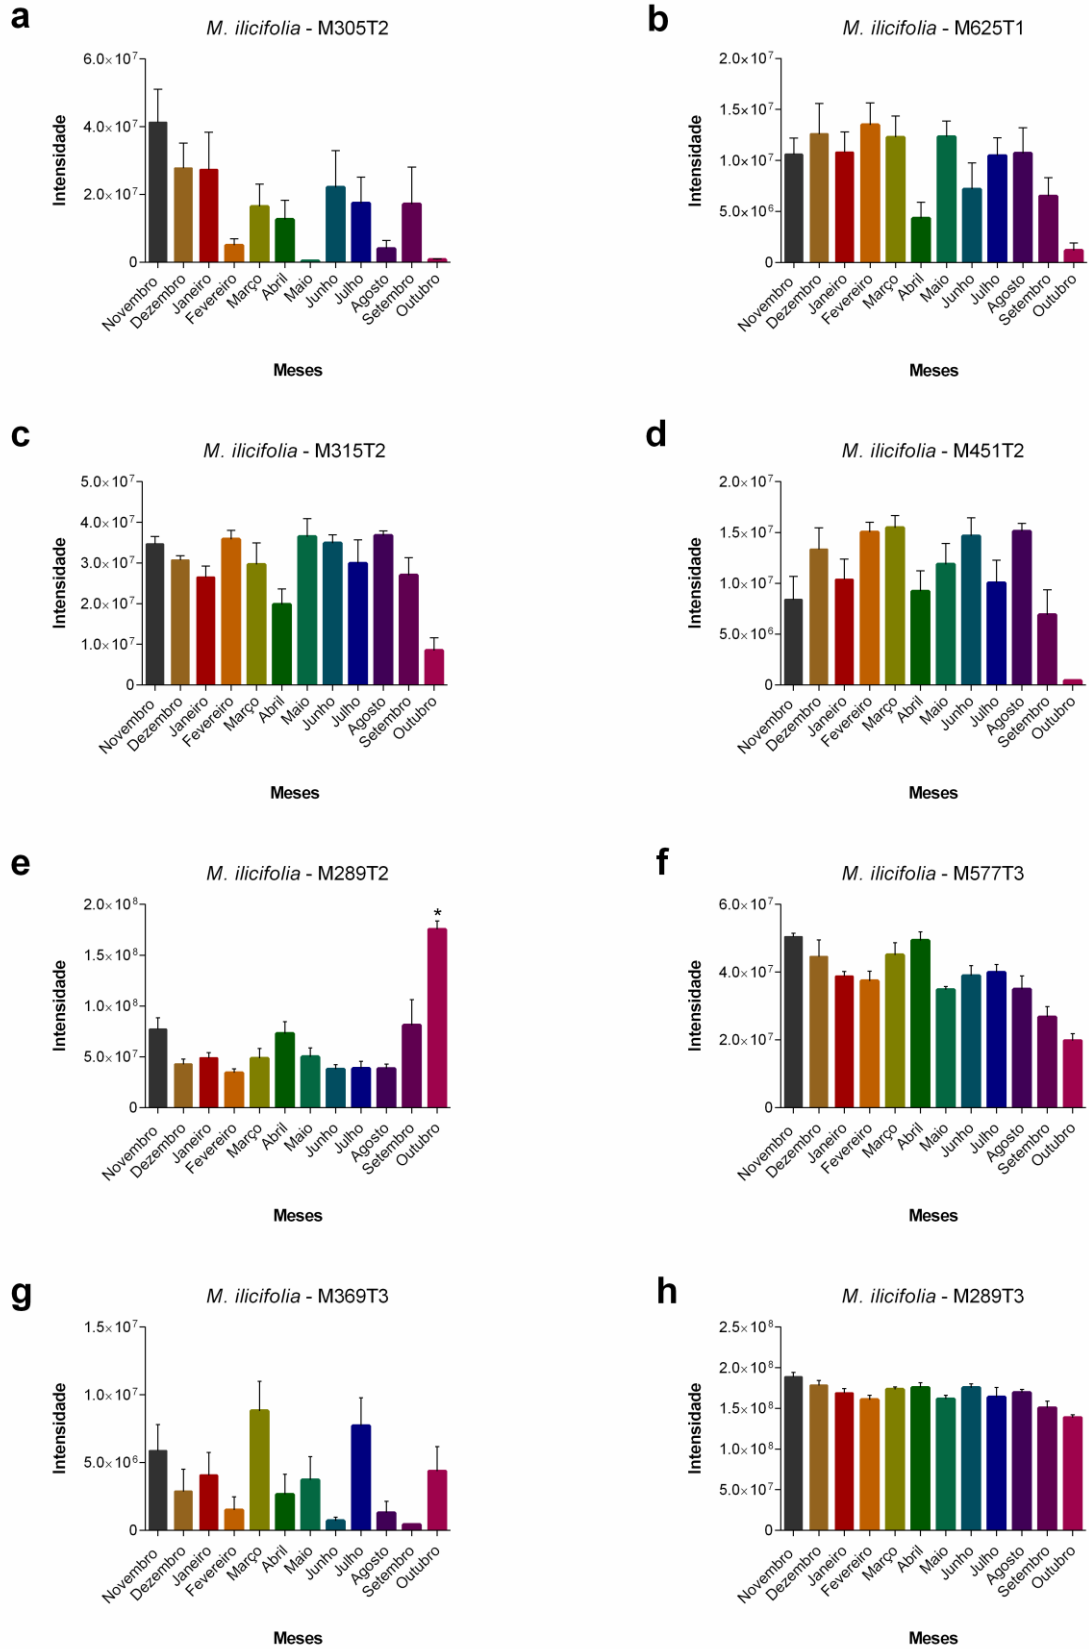 a
M. ilicifolia - M305T2
6.0×10⁷
4.0×10⁷
2.0×10⁷
0
Intensidade
Novembro
Dezembro
Janeiro
Fevereiro
Março
Abril
Maio
Junho
Julho
Agosto
Setembro
Outubro
Meses
b
M. ilicifolia - M625T1
2.0×10⁷
1.5×10⁷
1.0×10⁷
5.0×10⁶
0
Intensidade
Novembro
Dezembro
Janeiro
Fevereiro
Março
Abril
Maio
Junho
Julho
Agosto
Setembro
Outubro
Meses
c
M. ilicifolia - M315T2
5.0×10⁷
4.0×10⁷
3.0×10⁷
2.0×10⁷
1.0×10⁷
0
Intensidade
Novembro
Dezembro
Janeiro
Fevereiro
Março
Abril
Maio
Junho
Julho
Agosto
Setembro
Outubro
Meses
d
M. ilicifolia - M451T2
2.0×10⁷
1.5×10⁷
1.0×10⁷
5.0×10⁶
0
Intensidade
Novembro
Dezembro
Janeiro
Fevereiro
Março
Abril
Maio
Junho
Julho
Agosto
Setembro
Outubro
Meses
e
M. ilicifolia - M289T2
2.0×10⁸
1.5×10⁸
1.0×10⁸
5.0×10⁷
0
*
Intensidade
Novembro
Dezembro
Janeiro
Fevereiro
Março
Abril
Maio
Junho
Julho
Agosto
Setembro
Outubro
Meses
f
M. ilicifolia - M577T3
6.0×10⁷
4.0×10⁷
2.0×10⁷
0
Intensidade
Novembro
Dezembro
Janeiro
Fevereiro
Março
Abril
Maio
Junho
Julho
Agosto
Setembro
Outubro
Meses
g
M. ilicifolia - M369T3
1.5×10⁷
1.0×10⁷
5.0×10⁶
0
Intensidade
Novembro
Dezembro
Janeiro
Fevereiro
Março
Abril
Maio
Junho
Julho
Agosto
Setembro
Outubro
Meses
h
M. ilicifolia - M289T3
2.5×10⁸
2.0×10⁸
1.5×10⁸
1.0×10⁸
5.0×10⁷
0
Intensidade
Novembro
Dezembro
Janeiro
Fevereiro
Março
Abril
Maio
Junho
Julho
Agosto
Setembro
Outubro
Meses